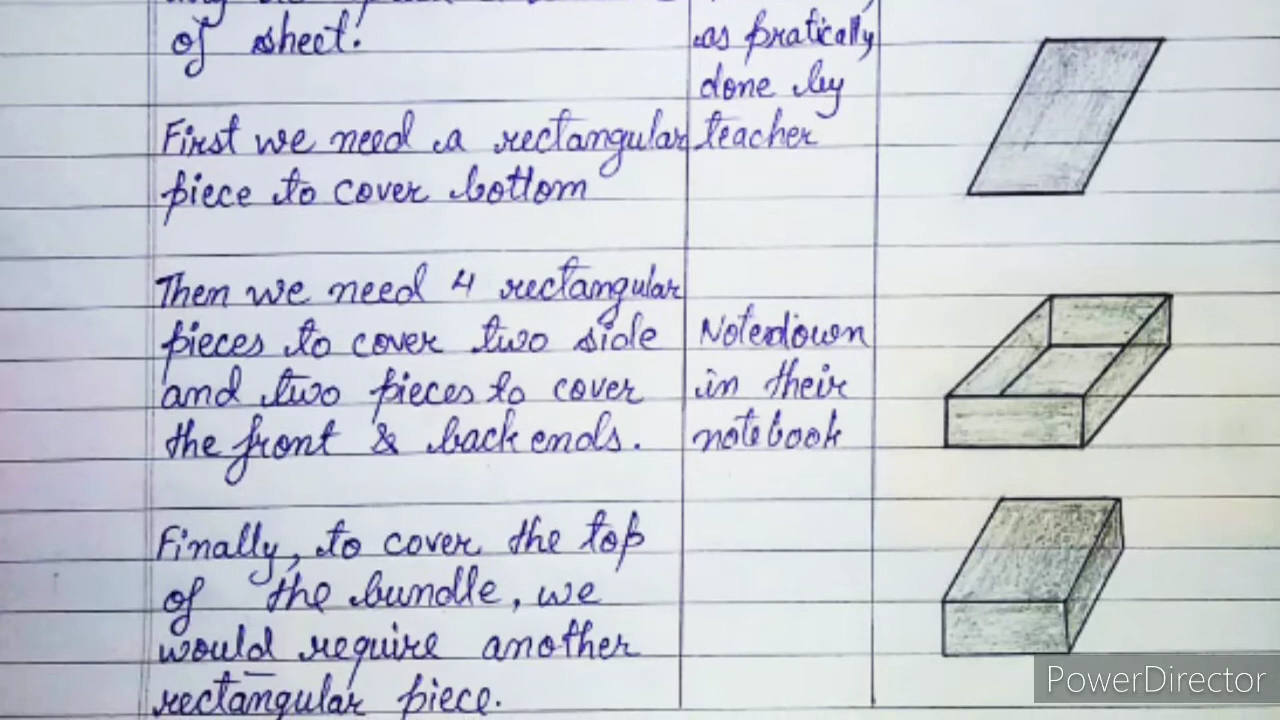 of sheet.
First we need a rectangular
piece to cover bottom
Then we need 4 rectangular
pieces to cover two side
and two pieces to cover
the front & back ends.
Finally, to cover the top
of the bundle, we
would require another
rectangular piece.
as pratically
done by
teacher
Notedown
in their
notebook
PowerDirector